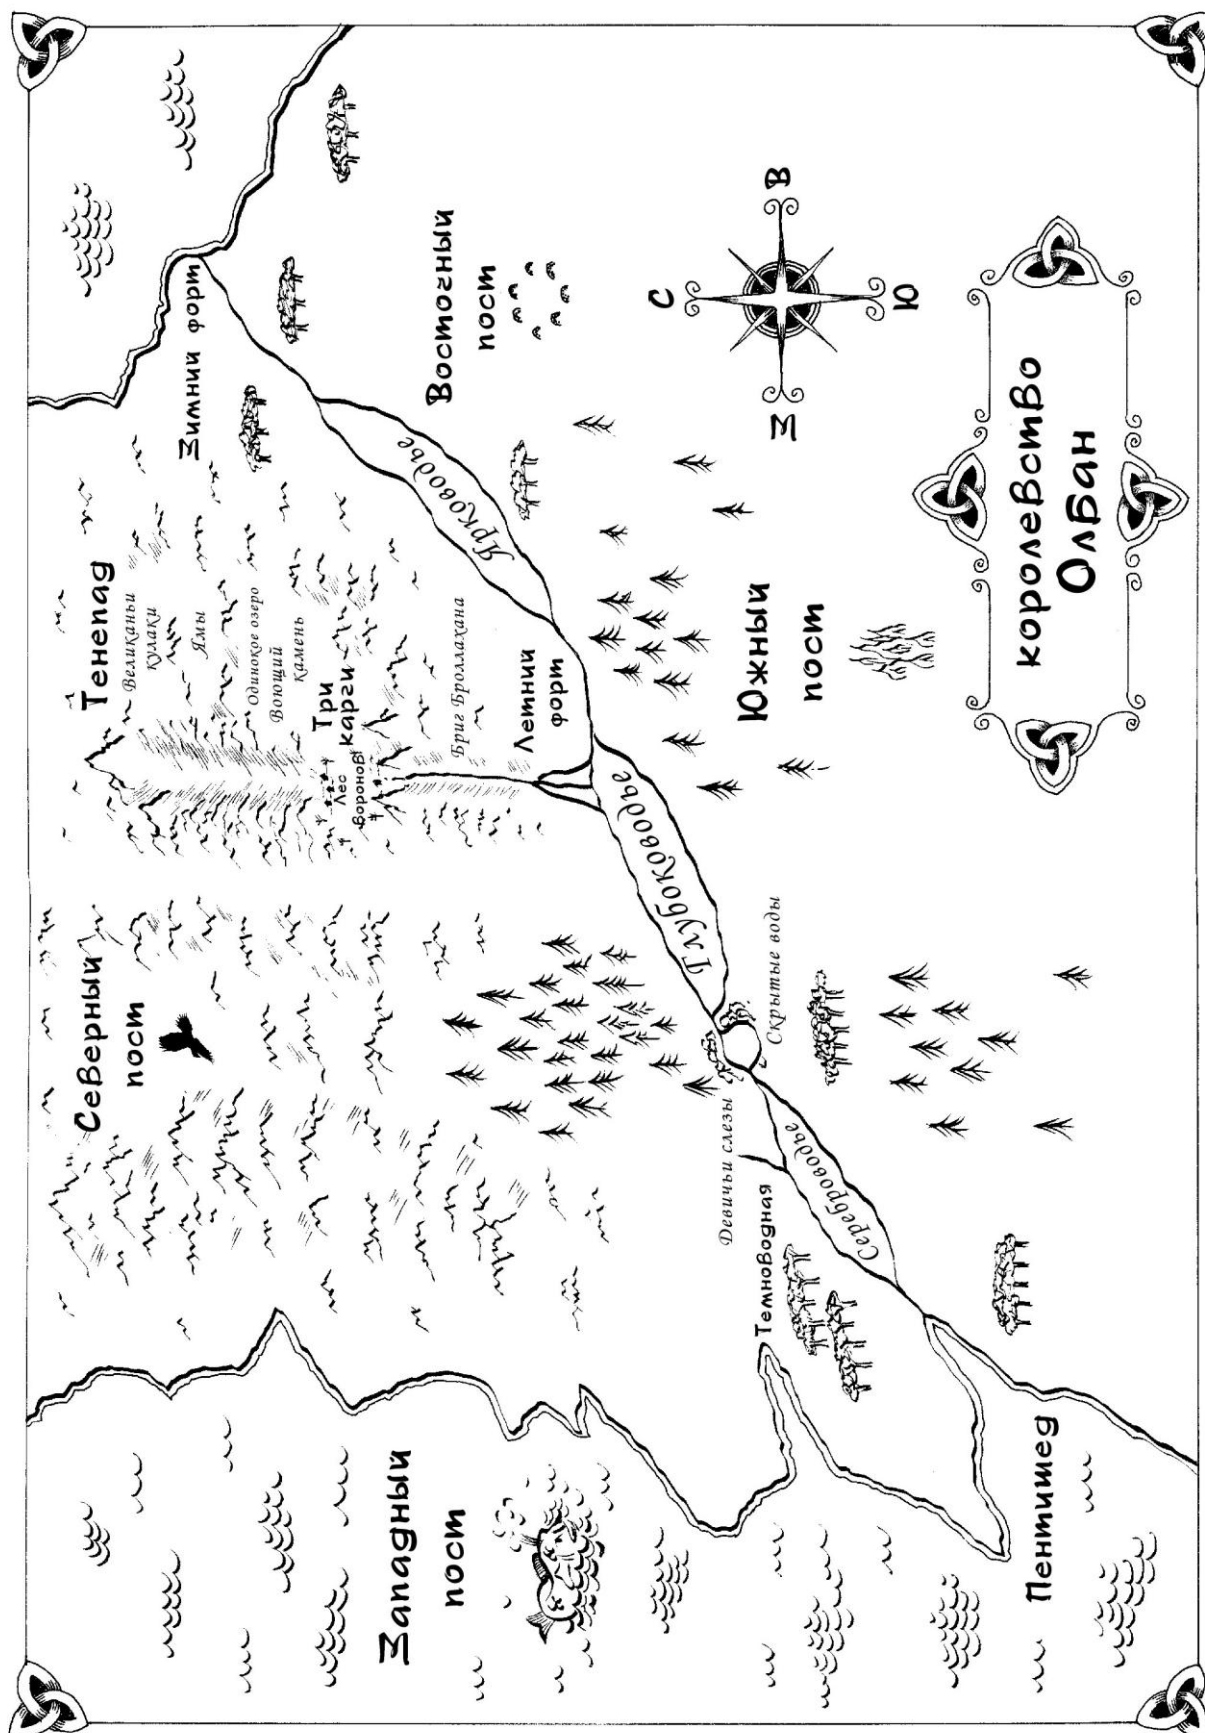 Северный
пост
Тенепад
Великаньи
кулаки
Ямы
Одинокое озеро
Воющий
камень
Три
карги
Лес
Воронов
Бриг Броллахана
Летний
форт
Зимний форт
Западный
пост
Ярководье
Восточный
пост
Глубоководье
Девичьи слезы
Скрытые воды
Южный
пост
Темноводная
Сереброводье
Пентишед
С
В
Ю
З
королевство
Олбан